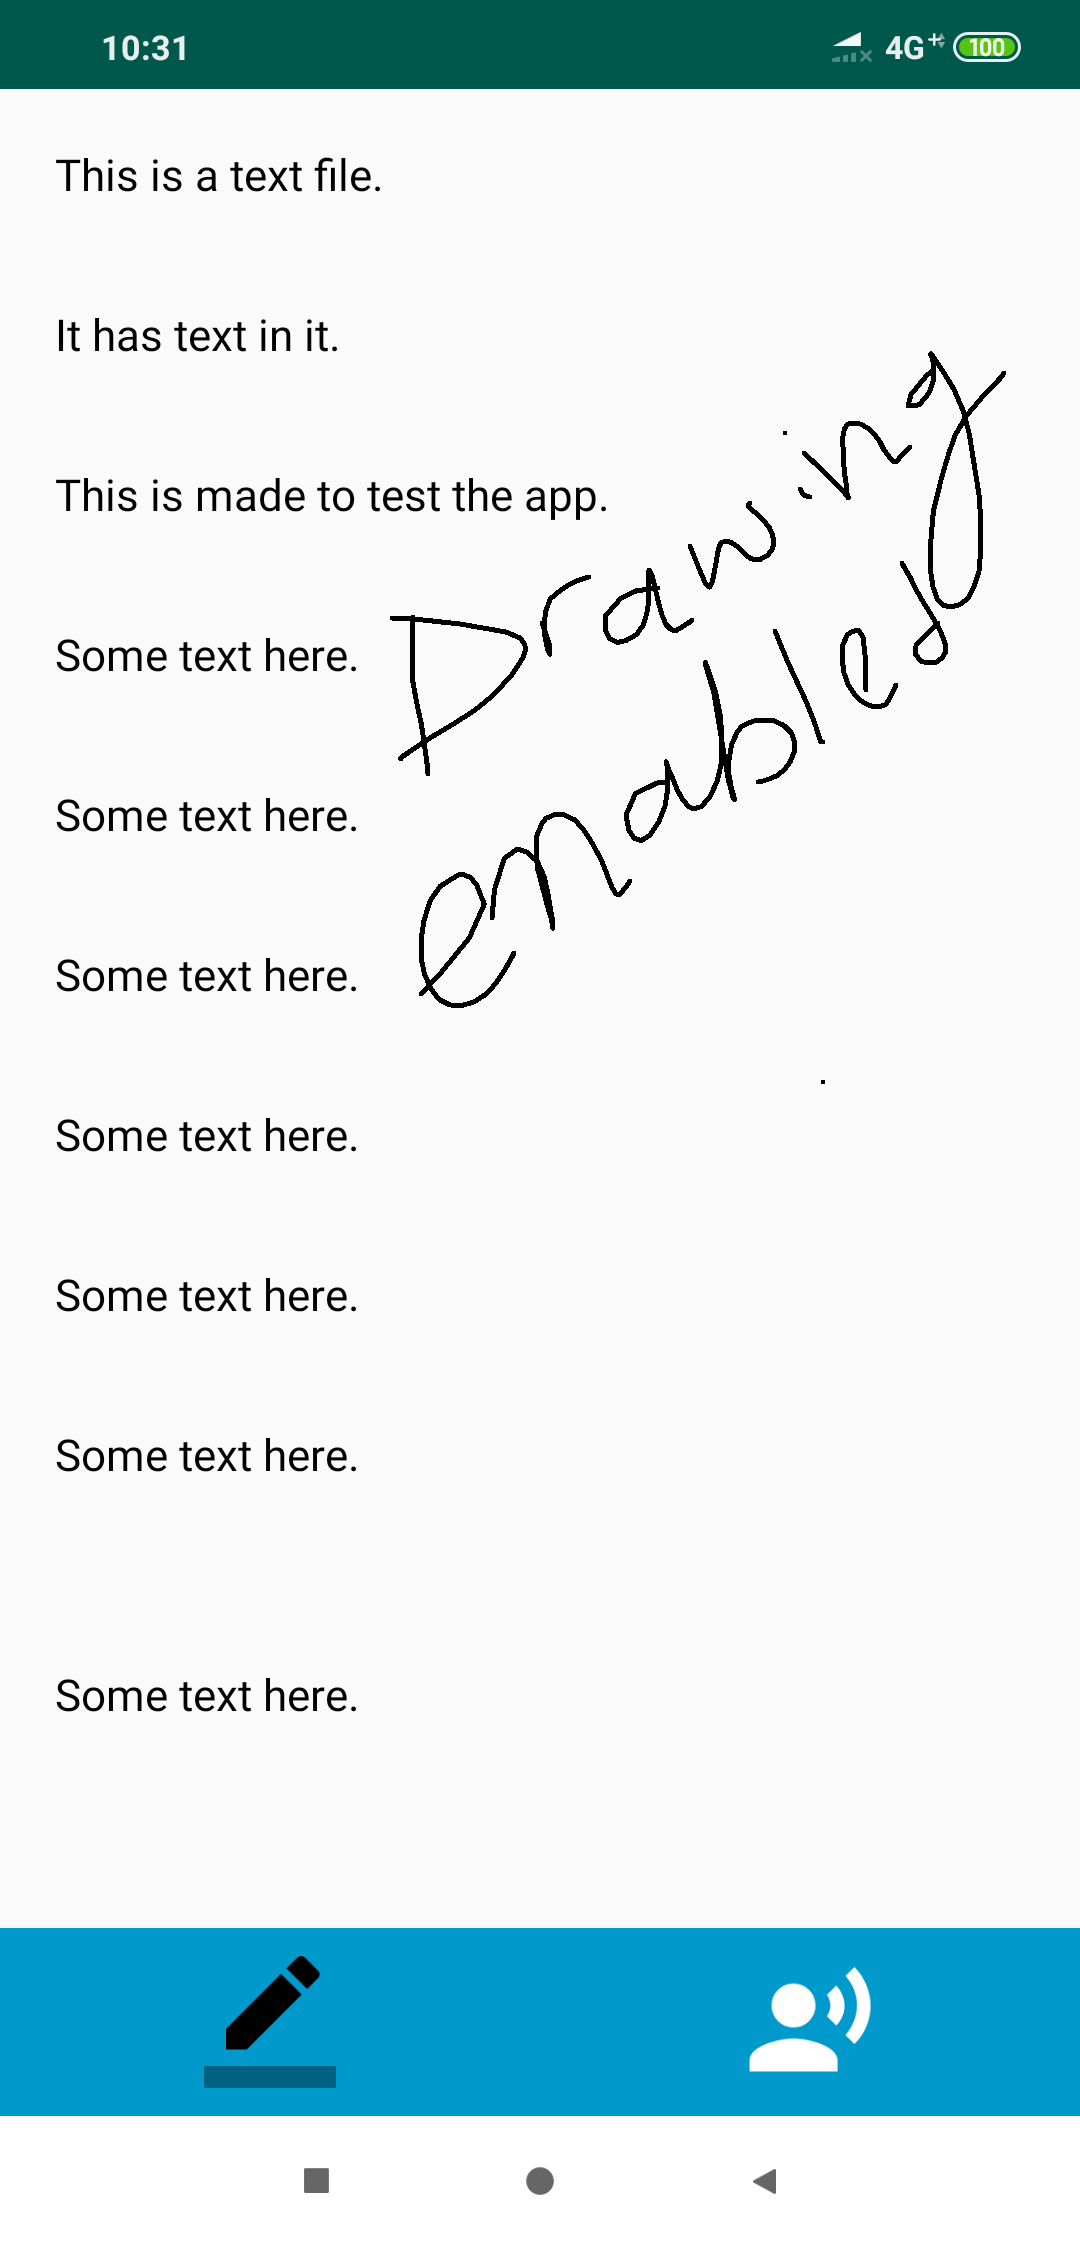 10:31 4G+ 100
This is a text file.
It has text in it.
This is made to test the app.
Some text here.
Drawing
enabled
Some text here.
Some text here.
Some text here.
Some text here.
Some text here.
Some text here.